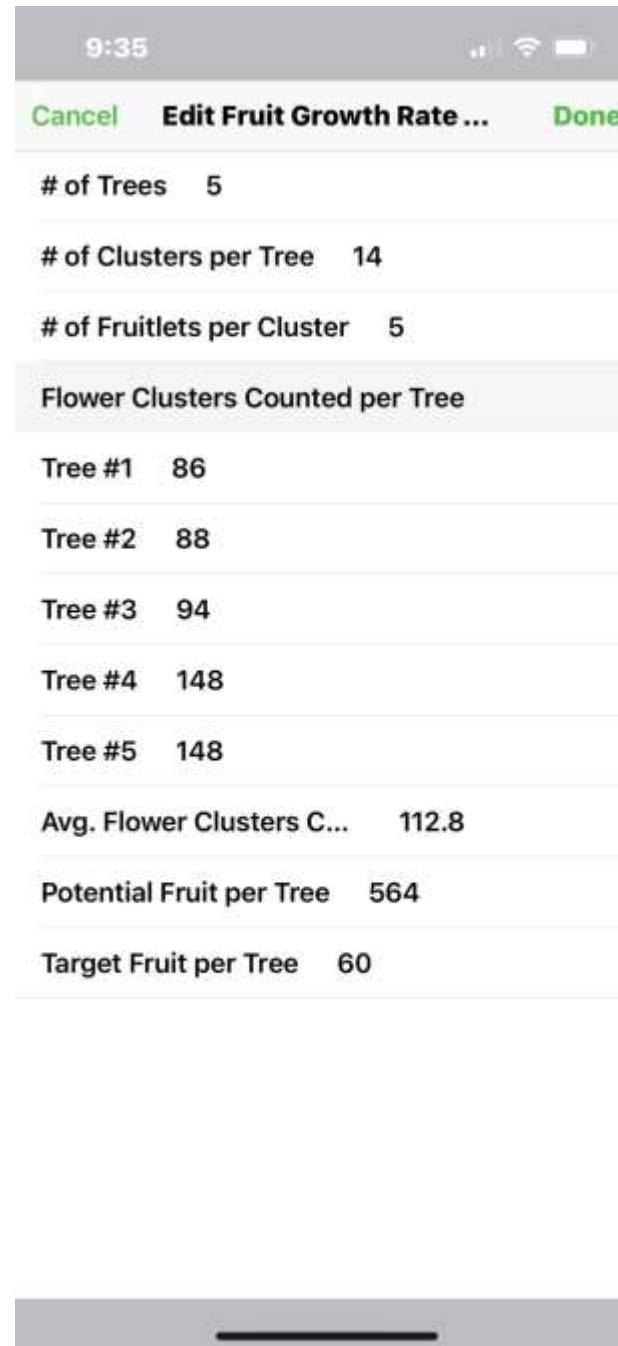 9:35
Cancel Edit Fruit Growth Rate ... Done
# of Trees 5
# of Clusters per Tree 14
# of Fruitlets per Cluster 5
Flower Clusters Counted per Tree
Tree #1 86
Tree #2 88
Tree #3 94
Tree #4 148
Tree #5 148
Avg. Flower Clusters C... 112.8
Potential Fruit per Tree 564
Target Fruit per Tree 60